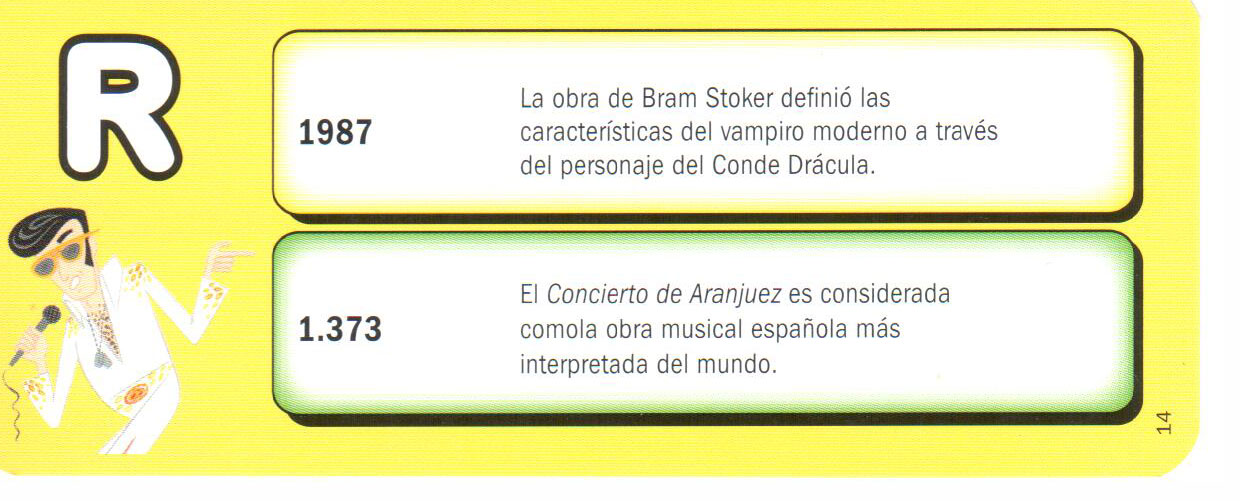 R
1987
La obra de Bram Stoker definió las
características del vampiro moderno a través
del personaje del Conde Drácula.
1.373
El Concierto de Aranjuez es considerada
comola obra musical española más
interpretada del mundo.
14